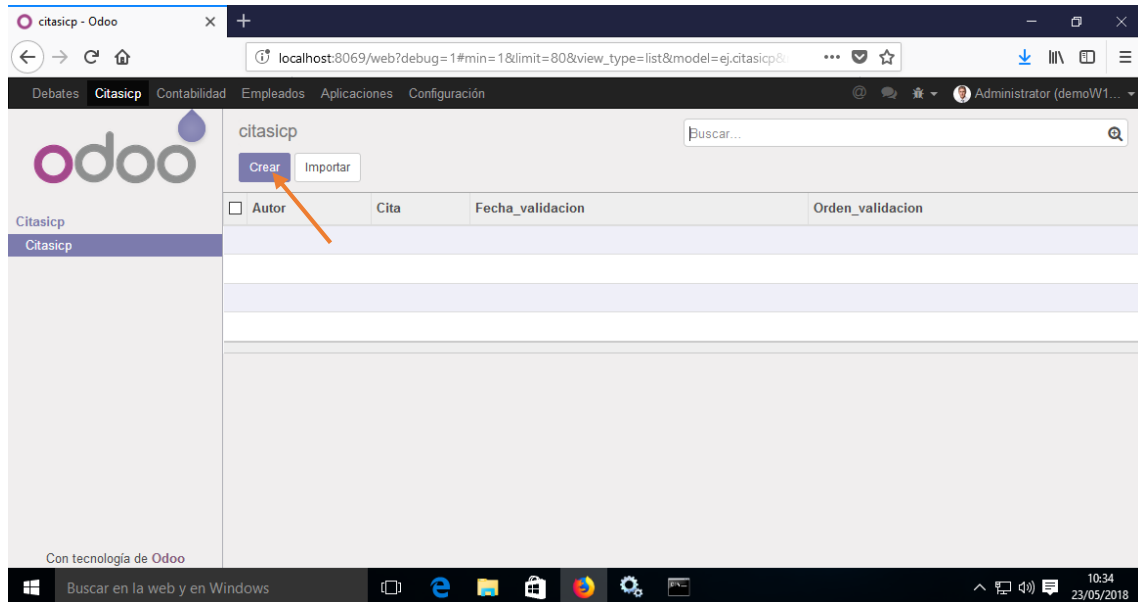 citasicp - Odoo
localhost:8069/web?debug=1#min=1&limit=80&view_type=list&model=ej.citasicp&
Debates Citasicp Contabilidad Empleados Aplicaciones Configuración @ Administrator (demoW1...
odoo
citasicp
Buscar...
Crear Importar
Autor Cita Fecha_validacion Orden_validacion
Citasicp
Citasicp
Con tecnología de Odoo
Buscar en la web y en Windows
10:34
23/05/2018